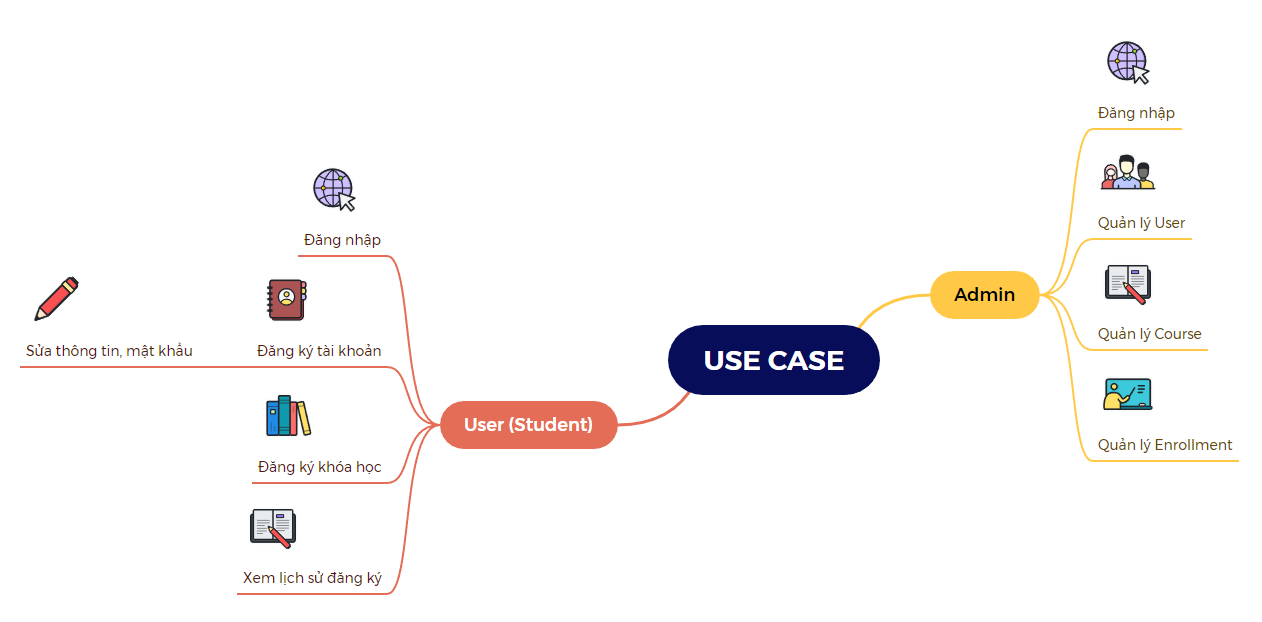 USE CASE
Admin
Đăng nhập
Quản lý User
Quản lý Course
Quản lý Enrollment
User (Student)
Đăng nhập
Đăng ký tài khoản
Sửa thông tin, mật khẩu
Đăng ký khóa học
Xem lịch sử đăng ký